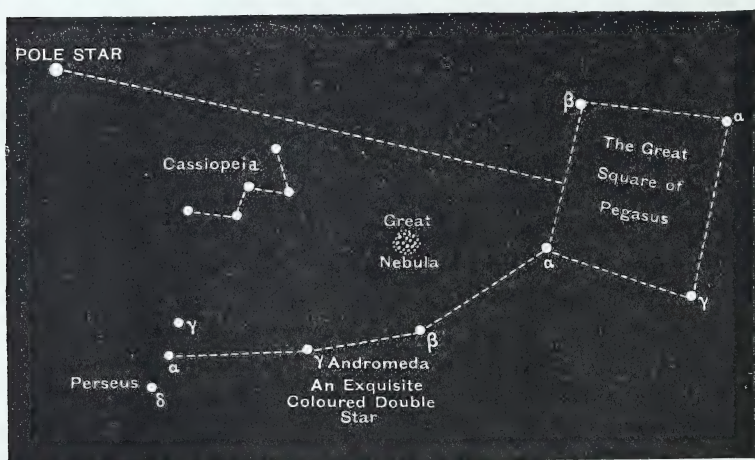 POLE STAR
β
α
The Great
Square of
Pegasus
Cassiopeia
Great
Nebula
α
γ
γ
β
α
γ Andromeda
Perseus
δ
An Exquisite
Coloured Double
Star